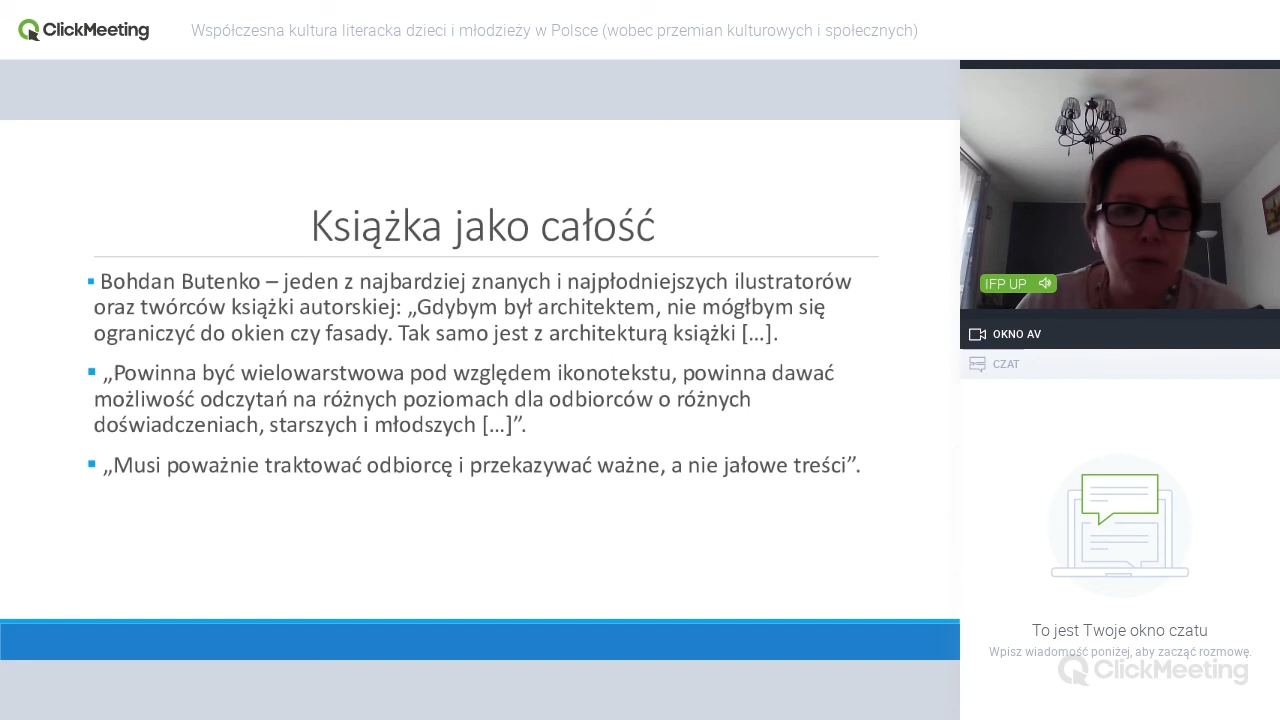 ClickMeeting
Współczesna kultura literacka dzieci i młodzieży w Polsce (wobec przemian kulturowych i społecznych)
Książka jako całość
▪ Bohdan Butenko – jeden z najbardziej znanych i najpłodniejszych ilustratorów
oraz twórców książki autorskiej: „Gdybym był architektem, nie mógłbym się
ograniczyć do okien czy fasady. Tak samo jest z architekturą książki […].
▪ „Powinna być wielowarstwowa pod względem ikonotekstu, powinna dawać
możliwość odczytań na różnych poziomach dla odbiorców o różnych
doświadczeniach, starszych i młodszych […]”.
▪ „Musi poważnie traktować odbiorcę i przekazywać ważne, a nie jałowe treści”.
IFP UP
OKNO AV
CZAT
To jest Twoje okno czatu
Wpisz wiadomość poniżej, aby zacząć rozmowę.
ClickMeeting